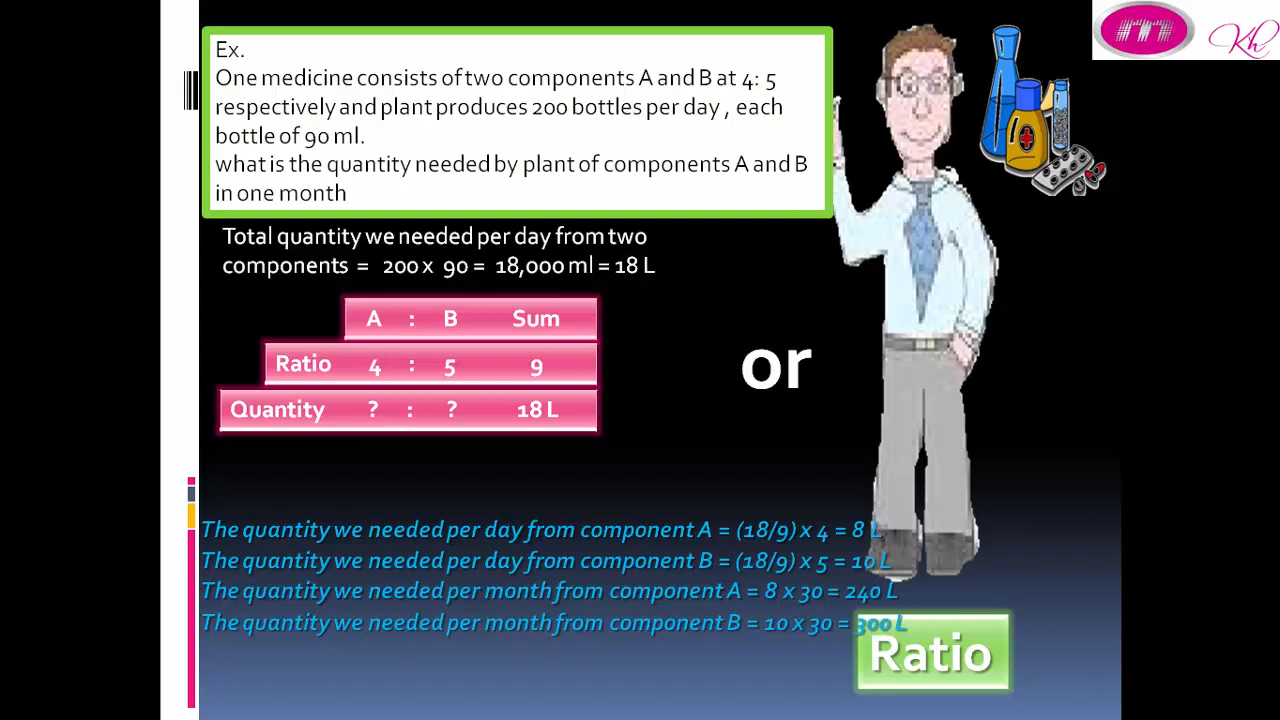 Ex.
One medicine consists of two components A and B at 4: 5
respectively and plant produces 200 bottles per day , each
bottle of 90 ml.
what is the quantity needed by plant of components A and B
in one month
Total quantity we needed per day from two
components = 200 x 90 = 18,000 ml = 18 L
A : B Sum
Ratio 4 : 5 9
Quantity ? : ? 18 L
or
The quantity we needed per day from component A = (18/9) x 4 = 8 L
The quantity we needed per day from component B = (18/9) x 5 = 10 L
The quantity we needed per month from component A = 8 x 30 = 240 L
The quantity we needed per month from component B = 10 x 30 = 300 L
Ratio
m
Kh